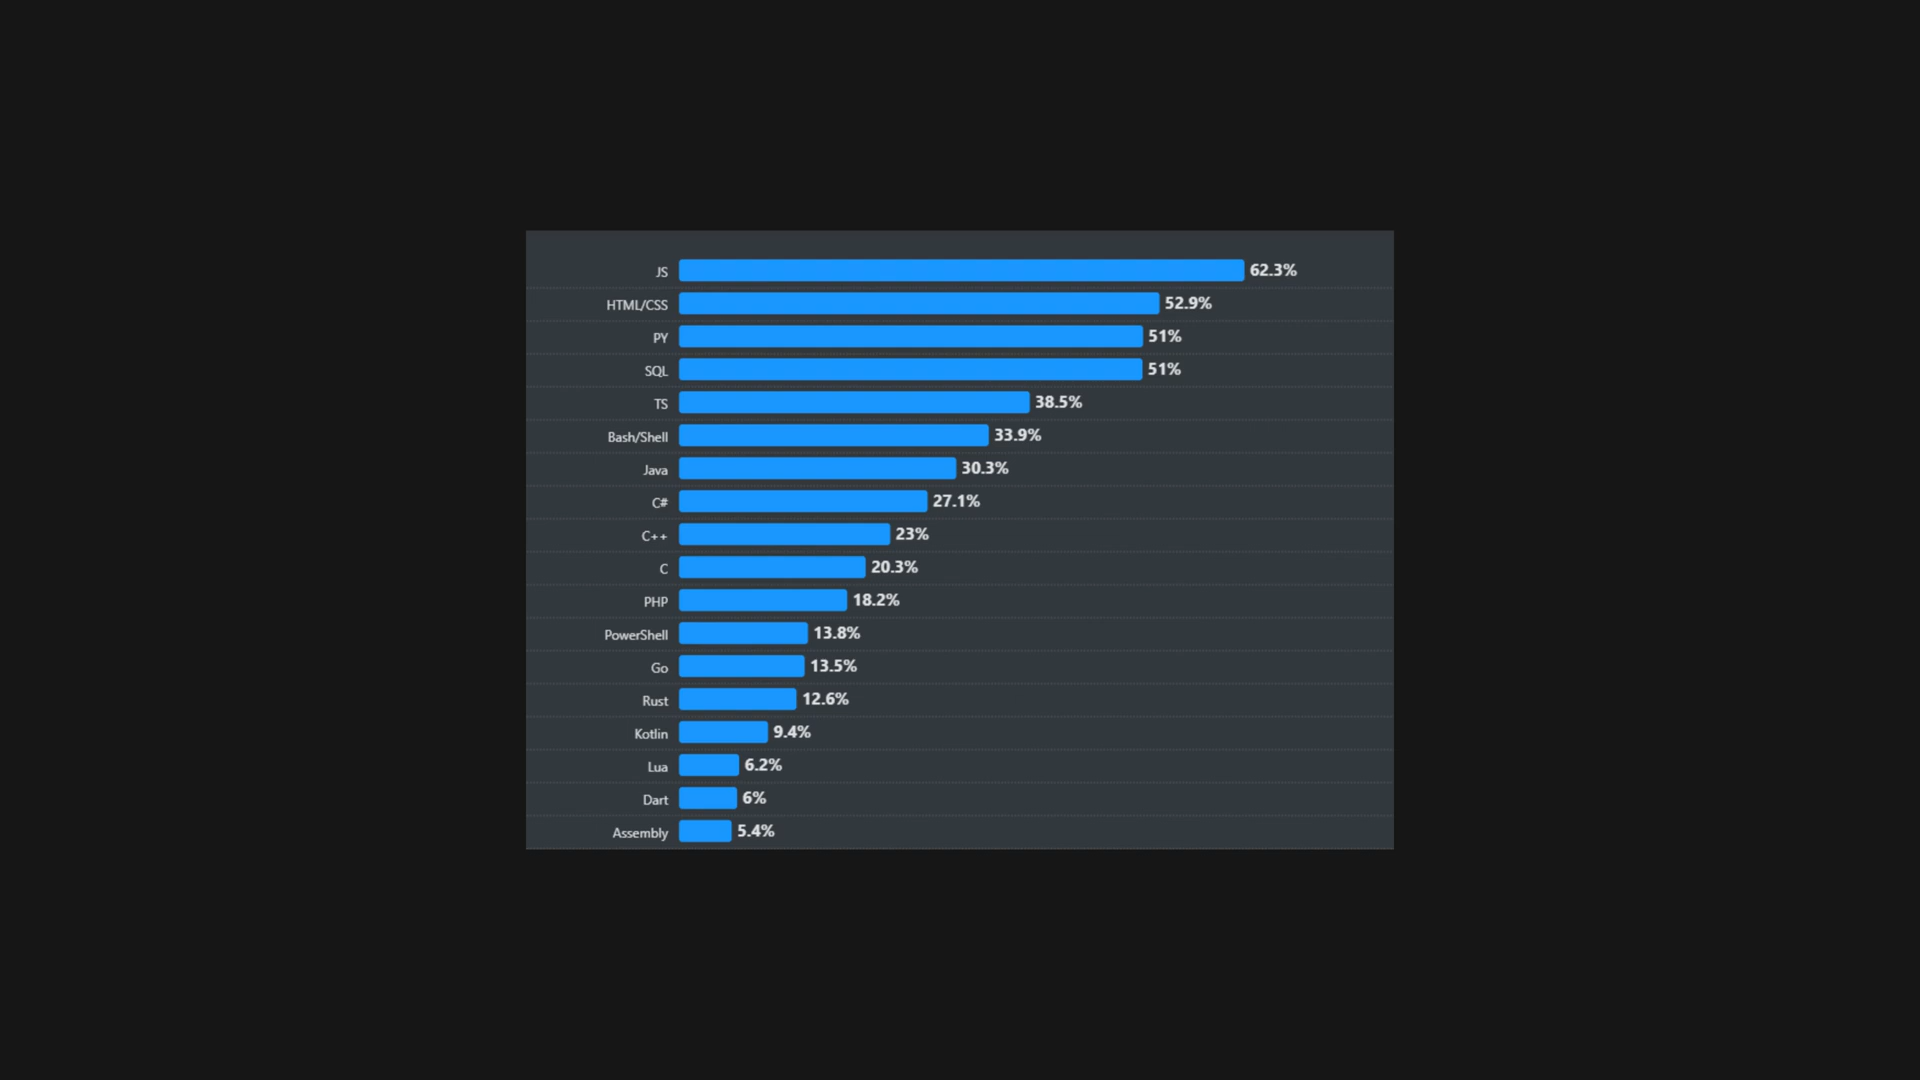 JS 62.3%
HTML/CSS 52.9%
PY 51%
SQL 51%
TS 38.5%
Bash/Shell 33.9%
Java 30.3%
C# 27.1%
C++ 23%
C 20.3%
PHP 18.2%
PowerShell 13.8%
Go 13.5%
Rust 12.6%
Kotlin 9.4%
Lua 6.2%
Dart 6%
Assembly 5.4%